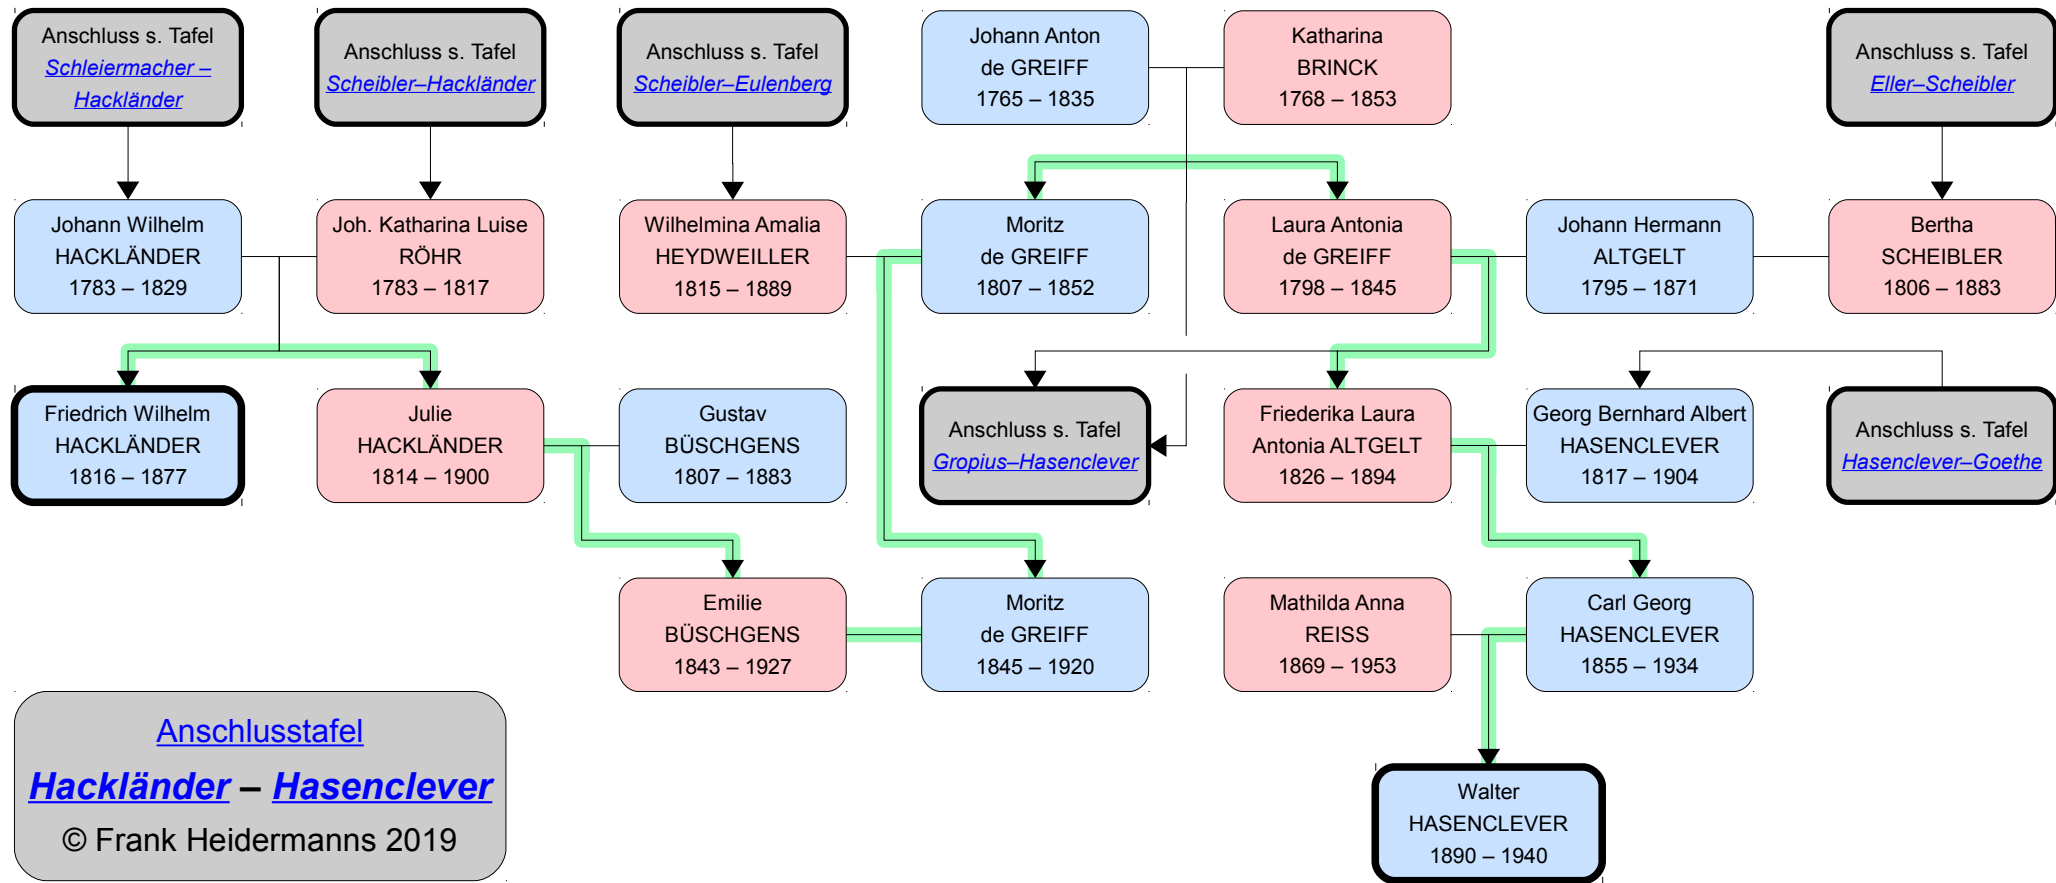 Anschluss s. Tafel
Schleiermacher –
Hackländer
Anschluss s. Tafel
Scheibler–Hackländer
Anschluss s. Tafel
Scheibler–Eulenberg
Johann Anton
de GREIFF
1765 – 1835
Katharina
BRINCK
1768 – 1853
Anschluss s. Tafel
Eller–Scheibler
Johann Wilhelm
HACKLÄNDER
1783 – 1829
Joh. Katharina Luise
RÖHR
1783 – 1817
Wilhelmina Amalia
HEYDWEILLER
1815 – 1889
Moritz
de GREIFF
1807 – 1852
Laura Antonia
de GREIFF
1798 – 1845
Johann Hermann
ALTGELT
1795 – 1871
Bertha
SCHEIBLER
1806 – 1883
Friedrich Wilhelm
HACKLÄNDER
1816 – 1877
Julie
HACKLÄNDER
1814 – 1900
Gustav
BÜSCHGENS
1807 – 1883
Anschluss s. Tafel
Gropius–Hasenclever
Friederika Laura
Antonia ALTGELT
1826 – 1894
Georg Bernhard Albert
HASENCLEVER
1817 – 1904
Anschluss s. Tafel
Hasenclever–Goethe
Emilie
BÜSCHGENS
1843 – 1927
Moritz
de GREIFF
1845 – 1920
Mathilda Anna
REISS
1869 – 1953
Carl Georg
HASENCLEVER
1855 – 1934
Anschlusstafel
Hackländer – Hasenclever
© Frank Heidermanns 2019
Walter
HASENCLEVER
1890 – 1940